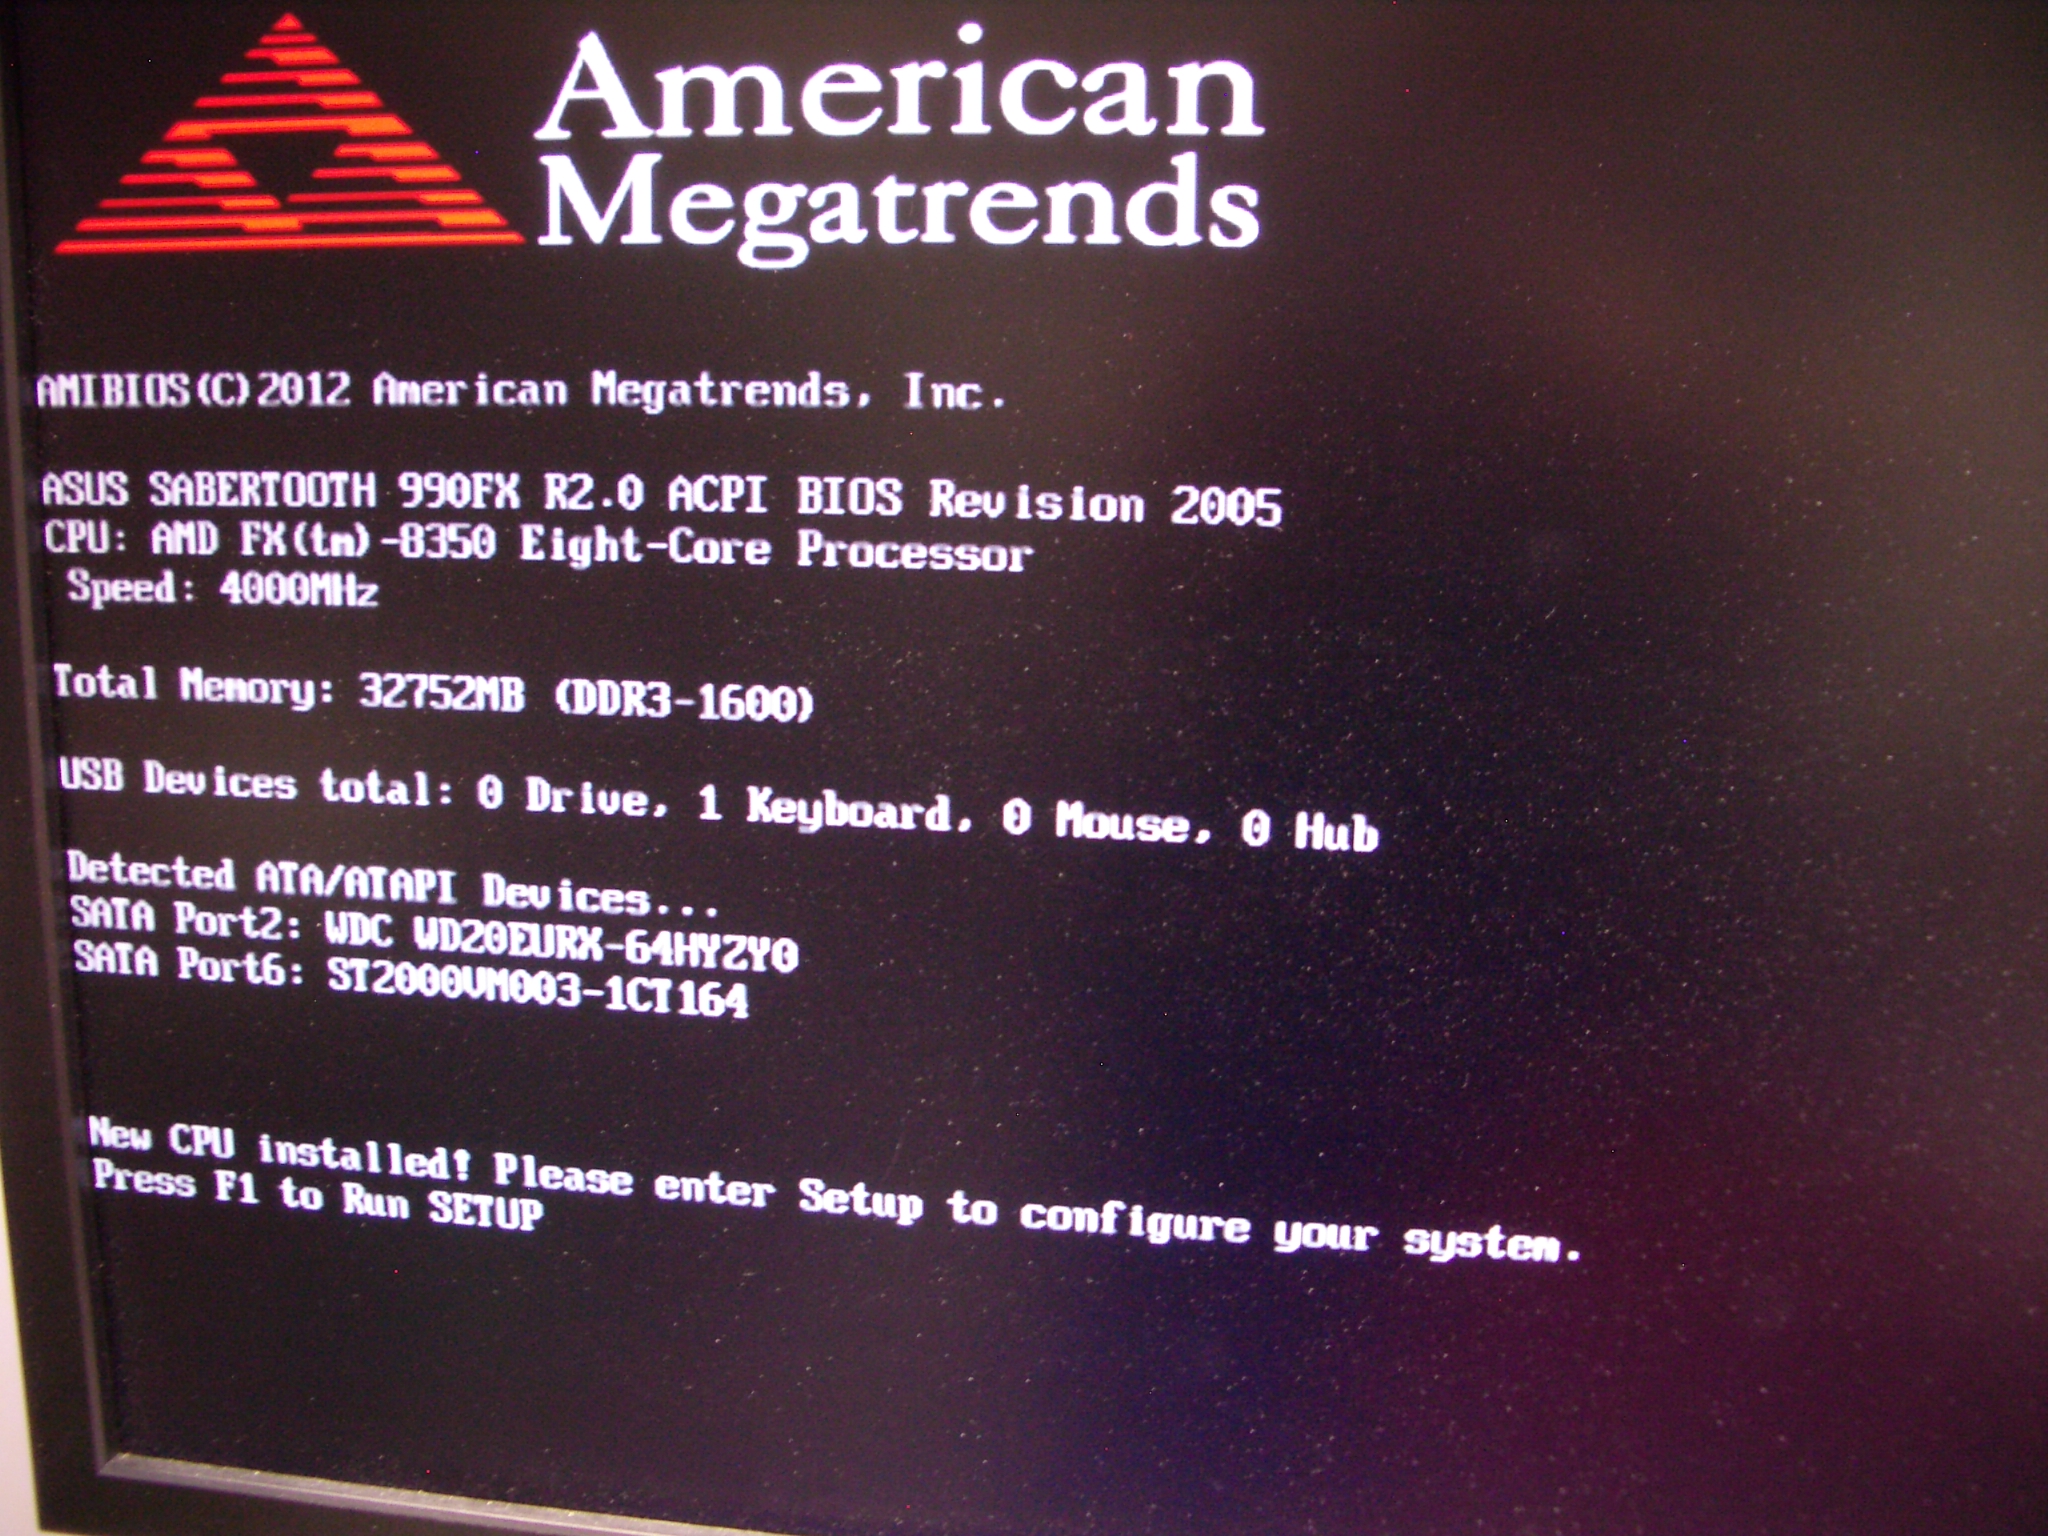 American
Megatrends
AMIBIOS(C)2012 American Megatrends, Inc.
ASUS SABERTOOTH 990FX R2.0 ACPI BIOS Revision 2005
CPU: AMD FX(tm)-8350 Eight-Core Processor
Speed: 4000MHz
Total Memory: 32752MB (DDR3-1600)
USB Devices total: 0 Drive, 1 Keyboard, 0 Mouse, 0 Hub
Detected ATA/ATAPI Devices...
SATA Port2: WDC WD20EURX-64HYZY0
SATA Port6: ST2000VM003-1CT164
New CPU installed! Please enter Setup to configure your system.
Press F1 to Run SETUP